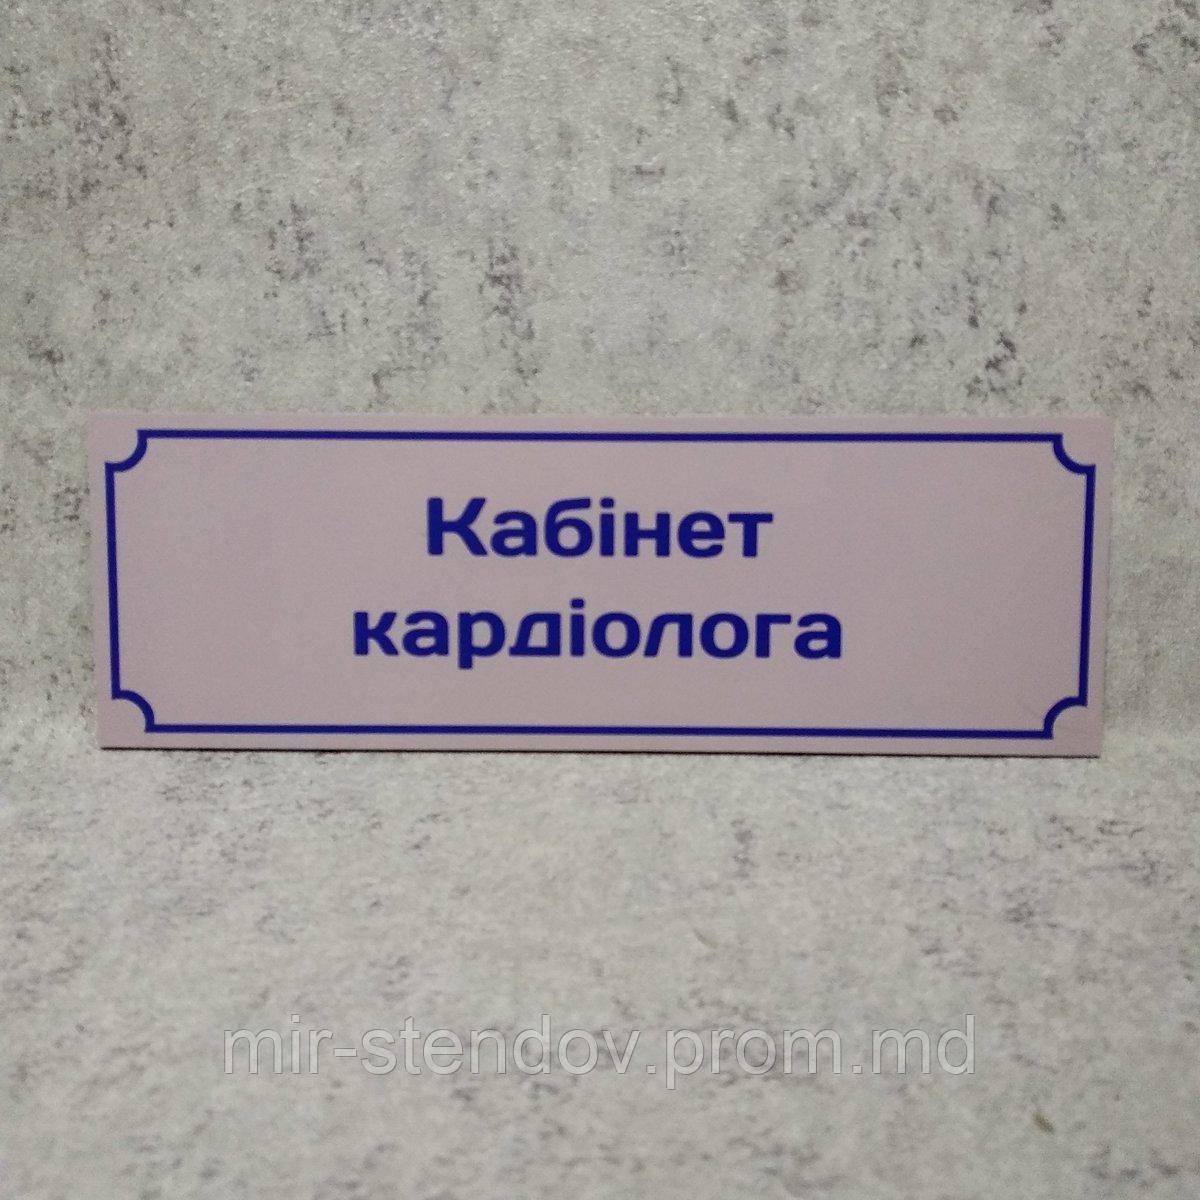 Кабінет
кардіолога
mir-stendov.prom.md